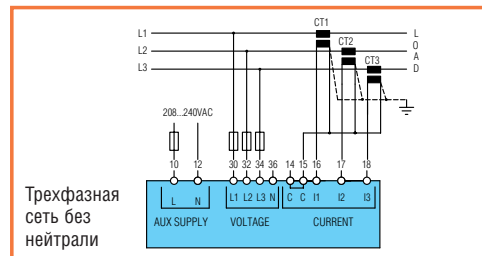 CT1
L1
L
CT2
L2
O
CT3
A
L3
D
208...240VAC
10 12 30 32 34 36 14 15 16 17 18
L N L1 L2 L3 N C C I1 I2 I3
AUX SUPPLY VOLTAGE CURRENT
Трехфазная
сеть без
нейтрали